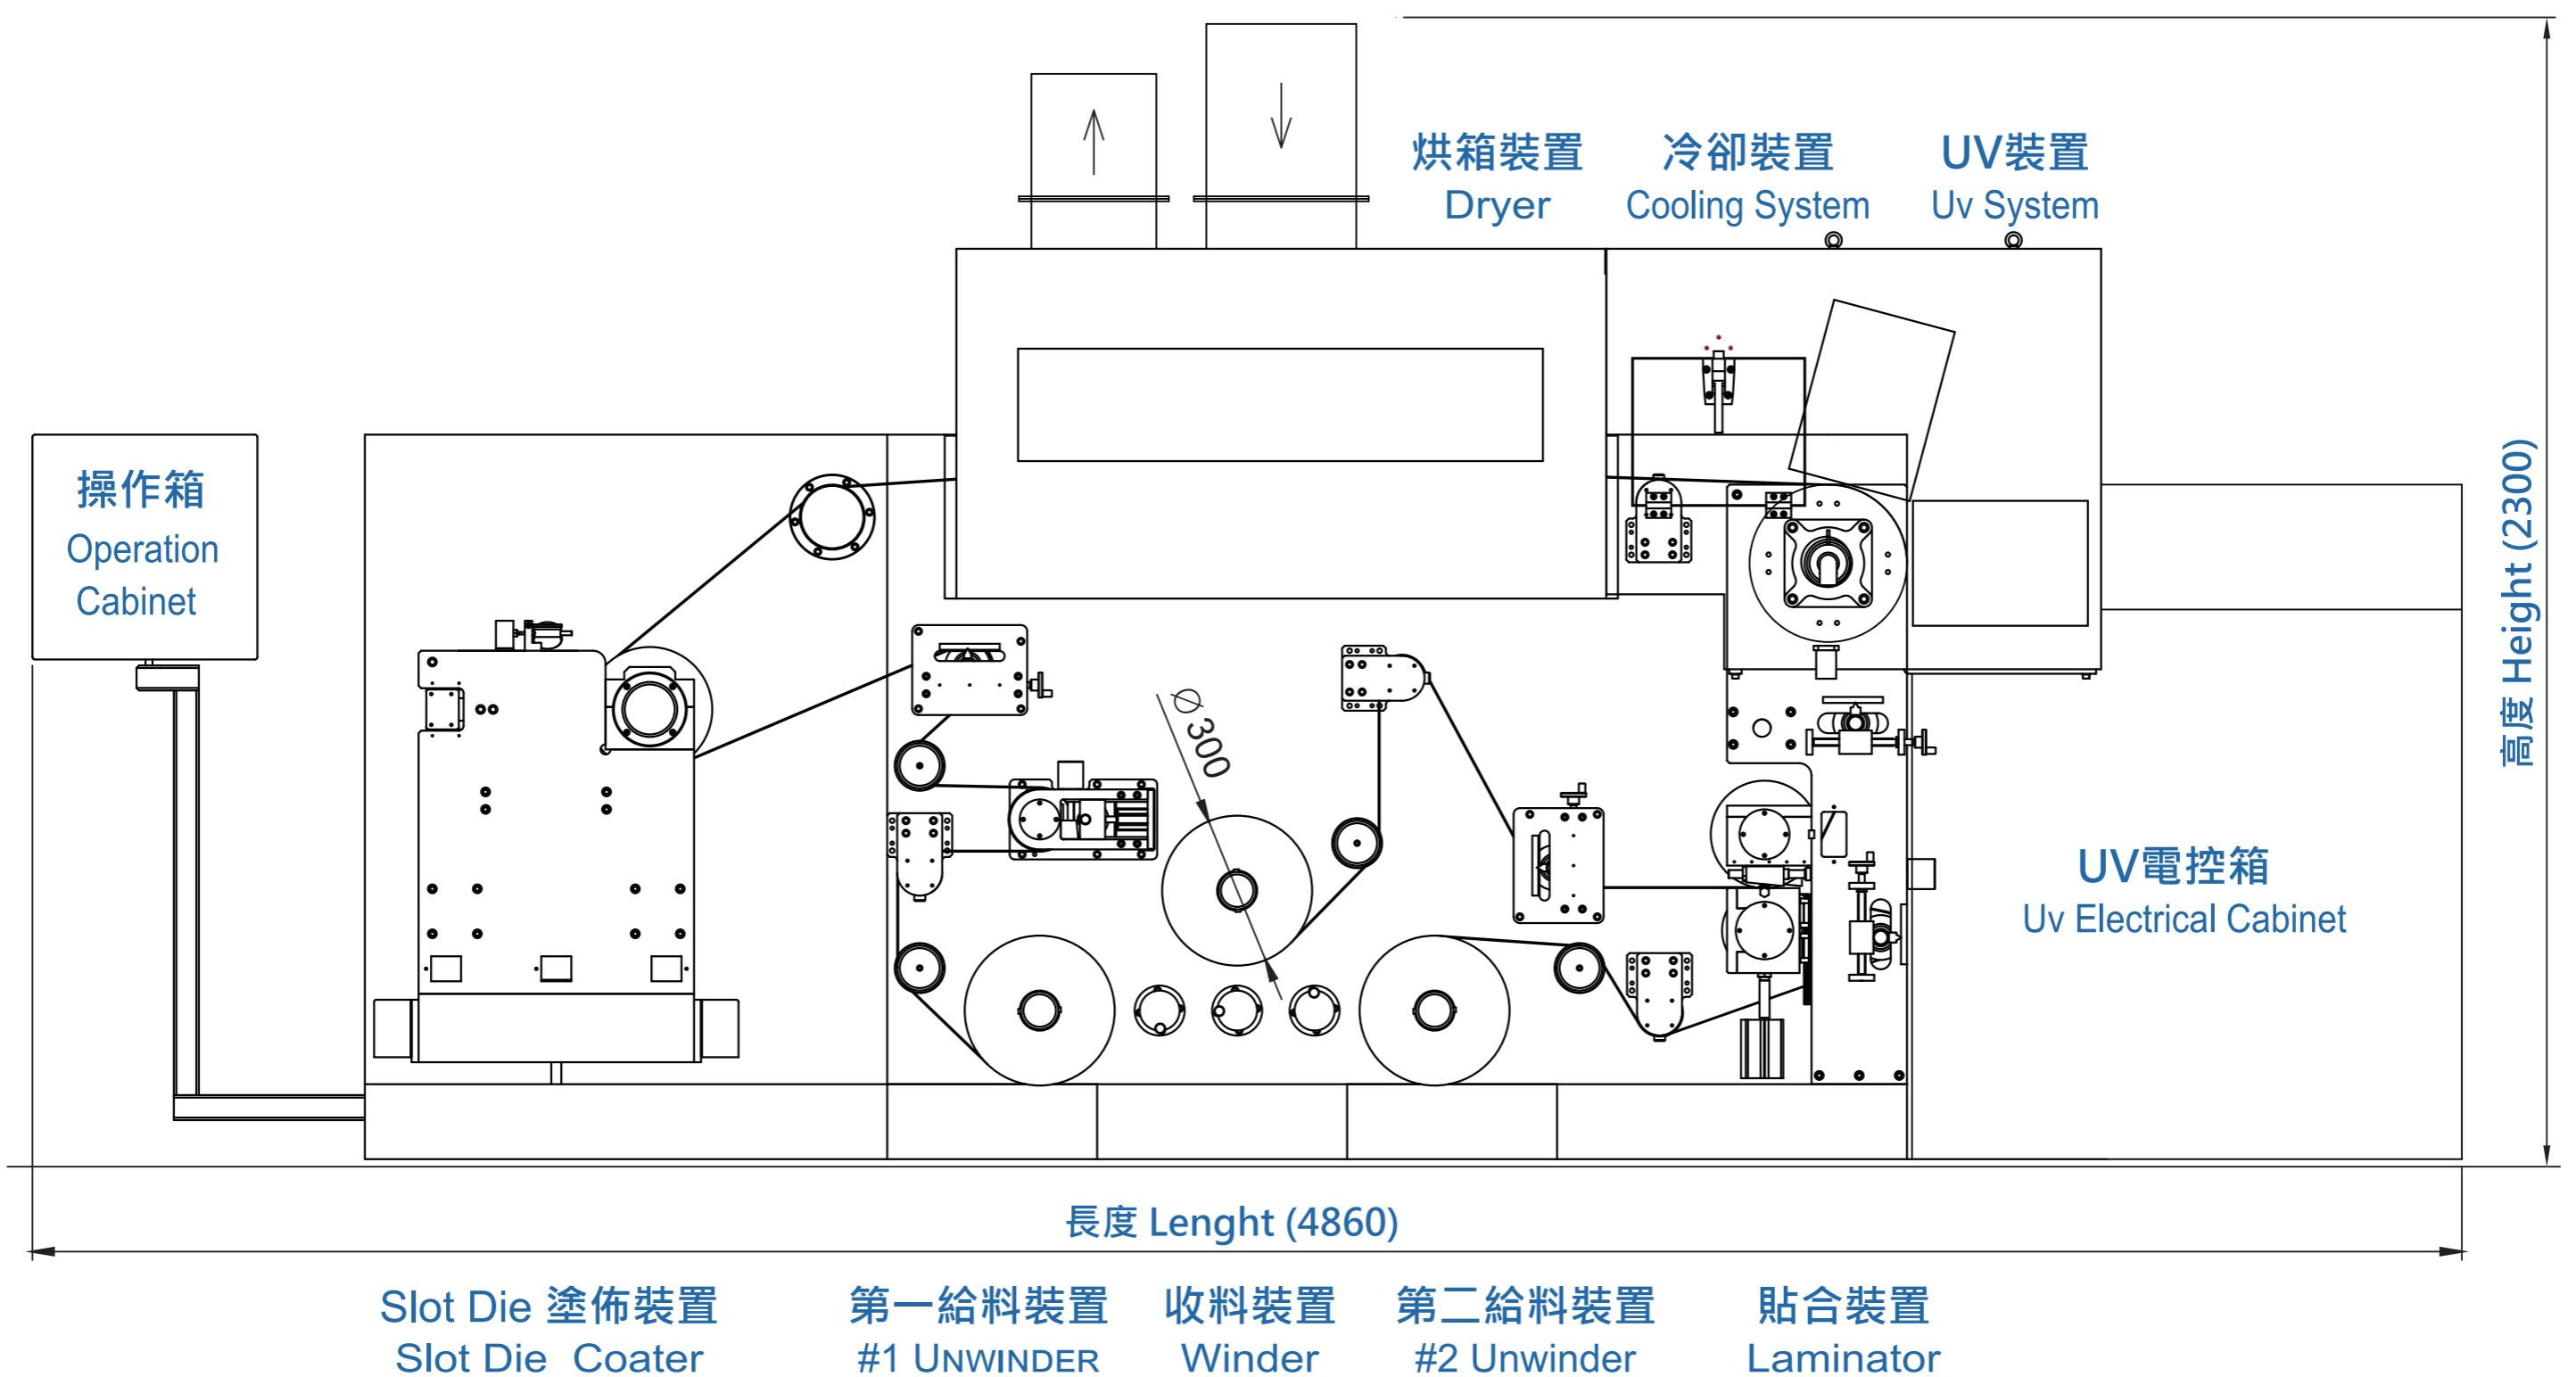 烘箱裝置
Dryer
冷卻裝置
Cooling System
UV裝置
Uv System
操作箱
Operation
Cabinet
Ø300
高度 Height (2300)
UV電控箱
Uv Electrical Cabinet
長度 Lenght (4860)
Slot Die 塗佈裝置
Slot Die Coater
第一給料裝置
#1 UNWINDER
收料裝置
Winder
第二給料裝置
#2 Unwinder
貼合裝置
Laminator